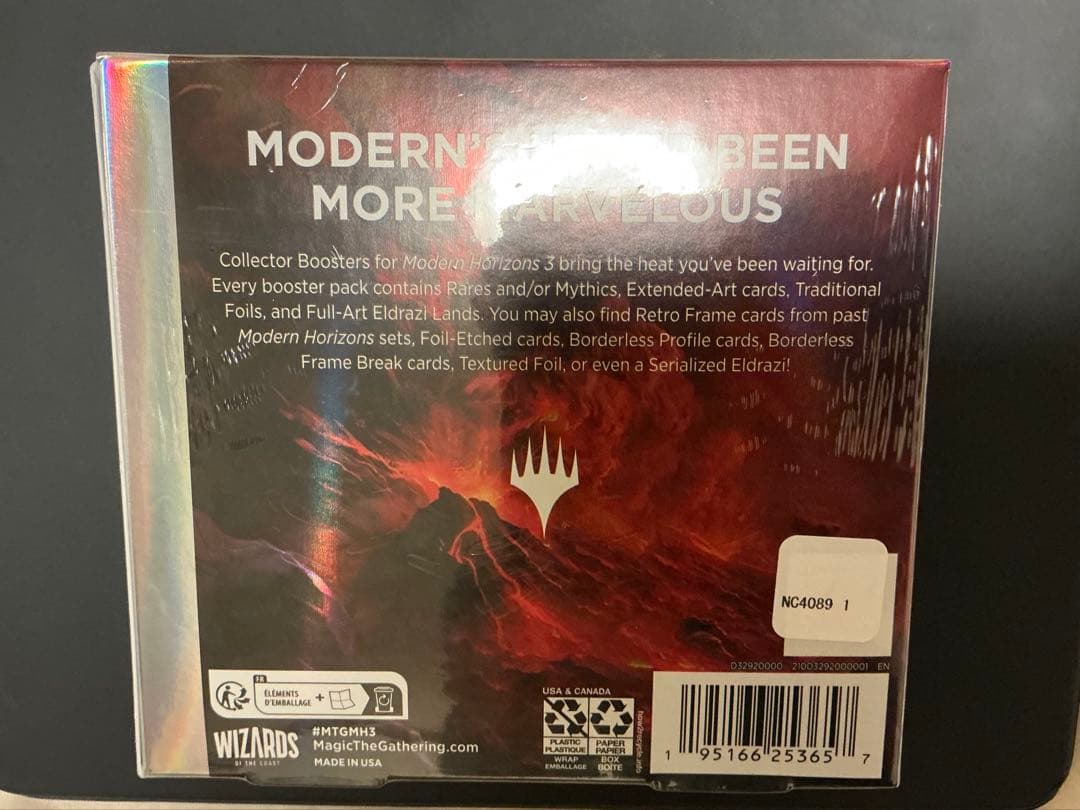 MODERN'S BEEN
MORE MARVELOUS
Collector Boosters for Modern Horizons 3 bring the heat you've been waiting for.
Every booster pack contains Rares and/or Mythics, Extended-Art cards, Traditional
Foils, and Full-Art Eldrazi Lands. You may also find Retro Frame cards from past
Modern Horizons sets, Foil-Etched cards, Borderless Profile cards, Borderless
Frame Break cards, Textured Foil, or even a Serialized Eldrazi!
NC4089 1
D32920000 21003292000001 EN
FR
ÉLÉMENTS
D'EMBALLAGE +
WIZARDS
OF THE COAST
#MTGMH3
MagicTheGathering.com
MADE IN USA
USA & CANADA
PLASTIC
PLASTIQUE
WRAP
EMBALLAGE
PAPER
PAPIER
BOX
BOÎTE
how2recycle.info
1 95166 25365 7